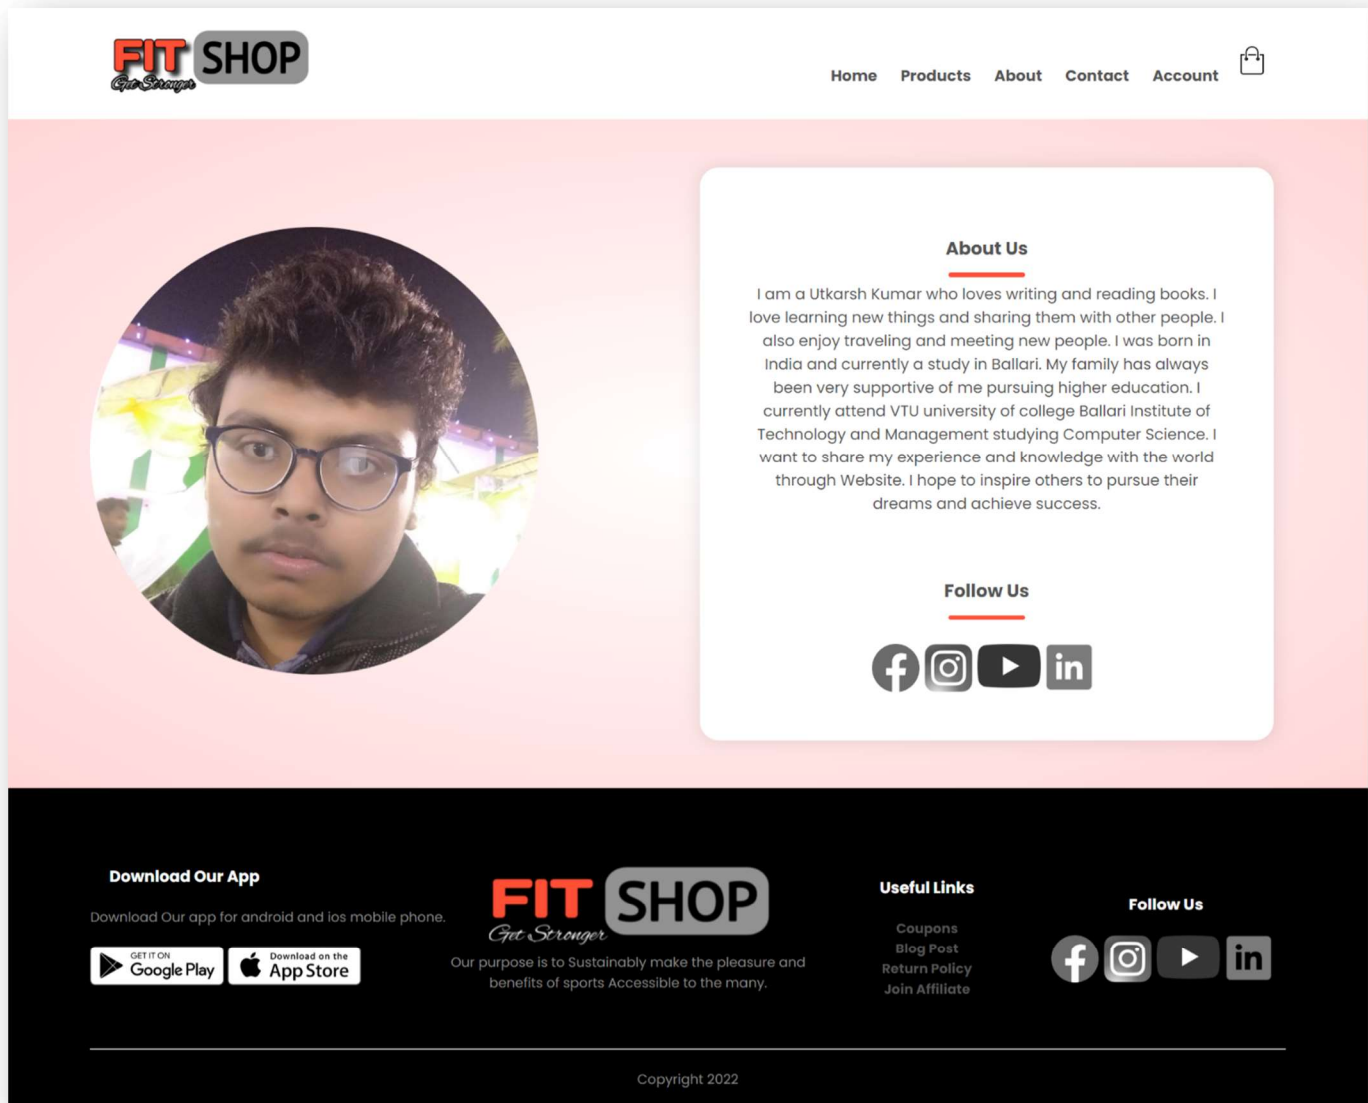 FIT SHOP
Get Stronger
Home Products About Contact Account
About Us
I am a Utkarsh Kumar who loves writing and reading books. I
love learning new things and sharing them with other people. I
also enjoy traveling and meeting new people. I was born in
India and currently a study in Ballari. My family has always
been very supportive of me pursuing higher education. I
currently attend VTU university of college Ballari Institute of
Technology and Management studying Computer Science. I
want to share my experience and knowledge with the world
through Website. I hope to inspire others to pursue their
dreams and achieve success.
Follow Us
f in
Download Our App
Download Our app for android and ios mobile phone.
GET IT ON
Google Play
Download on the
App Store
FIT SHOP
Get Stronger
Our purpose is to Sustainably make the pleasure and
benefits of sports Accessible to the many.
Useful Links
Coupons
Blog Post
Return Policy
Join Affiliate
Follow Us
f in
Copyright 2022